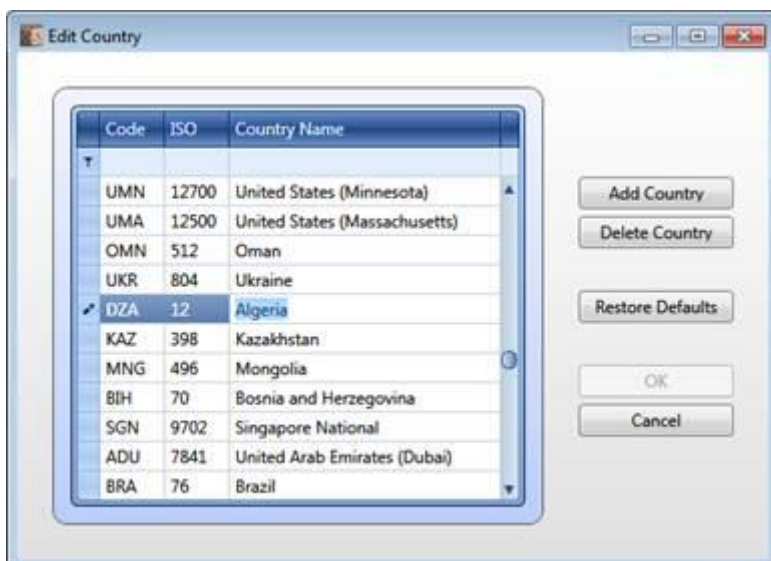 Edit Country
Code ISO Country Name
UMN 12700 United States (Minnesota)
UMA 12500 United States (Massachusetts)
OMN 512 Oman
UKR 804 Ukraine
DZA 12 Algeria
KAZ 398 Kazakhstan
MNG 496 Mongolia
BIH 70 Bosnia and Herzegovina
SGN 9702 Singapore National
ADU 7841 United Arab Emirates (Dubai)
BRA 76 Brazil
Add Country
Delete Country
Restore Defaults
OK
Cancel